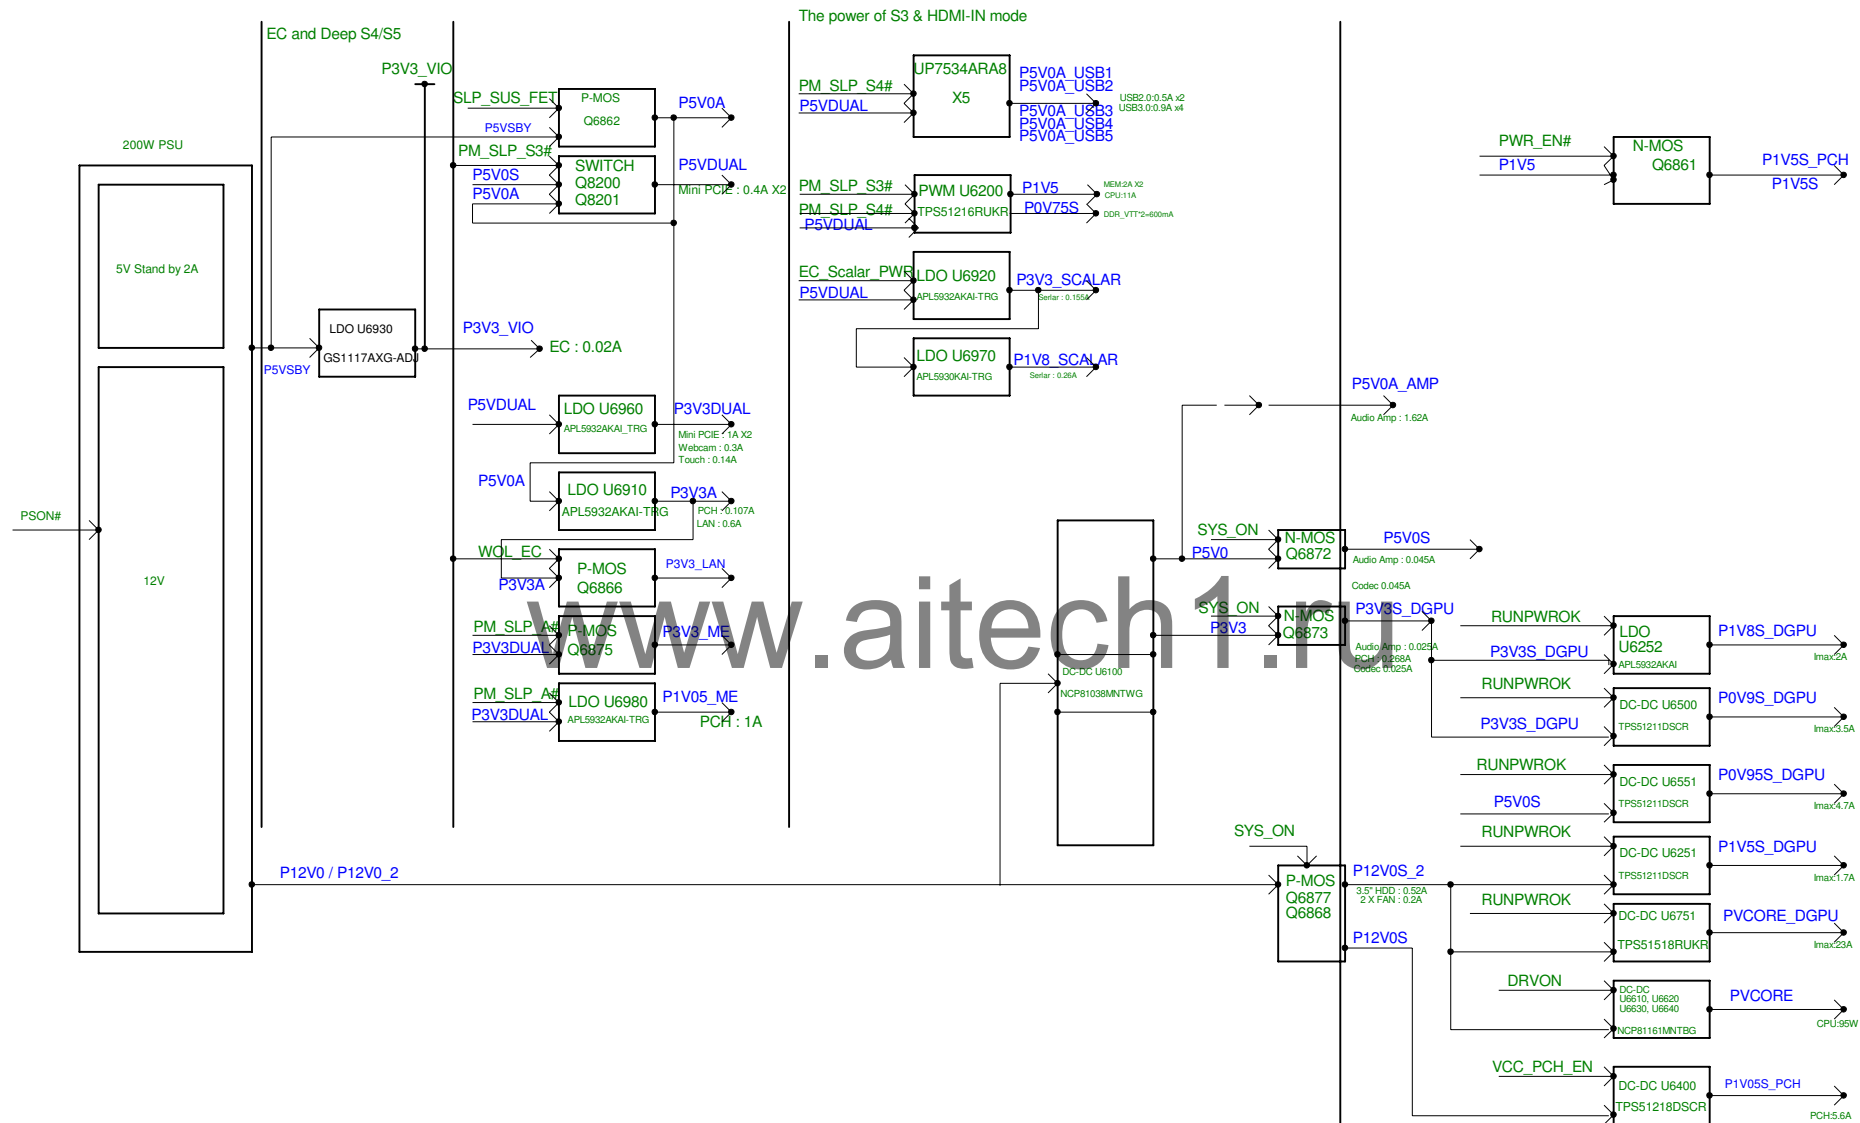 The power of S3 & HDMI-IN mode
EC and Deep S4/S5
P3V3_VIO
200W PSU
5V Stand by 2A
12V
PSON#
P5VSBY
LDO U6930
GS1117AXG-ADJ
P3V3_VIO
EC : 0.02A
P12V0 / P12V0_2
SLP_SUS_FET
P5VSBY
P-MOS
Q6862
P5V0A
PM_SLP_S3#
P5V0S
P5V0A
SWITCH
Q8200
Q8201
P5VDUAL
Mini PCIE : 0.4A X2
P5VDUAL
LDO U6960
APL5932AKAI_TRG
P3V3DUAL
Mini PCIE : 1A X2
Webcam : 0.3A
Touch : 0.14A
P5V0A
LDO U6910
APL5932AKAI-TRG
P3V3A
PCH : 0.107A
LAN : 0.6A
WOL_EC
P3V3A
P-MOS
Q6866
P3V3_LAN
PM_SLP_A#
P3V3DUAL
P-MOS
Q6875
P3V3_ME
PM_SLP_A#
P3V3DUAL
LDO U6980
APL5932AKAI-TRG
P1V05_ME
PCH : 1A
PM_SLP_S4#
P5VDUAL
UP7534ARA8
X5
P5V0A_USB1
P5V0A_USB2
P5V0A_USB3
P5V0A_USB4
P5V0A_USB5
USB2.0:0.5A x2
USB3.0:0.9A x4
PM_SLP_S3#
PM_SLP_S4#
P5VDUAL
PWM U6200
TPS51216RUKR
P1V5
P0V75S
MEM:2A X2
CPU:11A
DDR_VTT*2=600mA
EC_Scalar_PWR
P5VDUAL
LDO U6920
APL5932AKAI-TRG
P3V3_SCALAR
Serlar : 0.155A
LDO U6970
APL5930KAI-TRG
P1V8_SCALAR
Serlar : 0.26A
P5V0A_AMP
Audio Amp : 1.62A
DC-DC U6100
NCP81038MNTWG
SYS_ON
P5V0
N-MOS
Q6872
P5V0S
Audio Amp : 0.045A
Codec 0.045A
SYS_ON
P3V3
N-MOS
Q6873
P3V3S_DGPU
Audio Amp : 0.025A
PCH : 0.268A
Codec 0.025A
SYS_ON
P-MOS
Q6877
Q6868
P12V0S_2
3.5" HDD : 0.52A
2 X FAN : 0.2A
P12V0S
PWR_EN#
P1V5
N-MOS
Q6861
P1V5S_PCH
P1V5S
RUNPWROK
P3V3S_DGPU
LDO
U6252
APL5932AKAI
P1V8S_DGPU
Imax:2A
RUNPWROK
P3V3S_DGPU
DC-DC U6500
TPS51211DSCR
P0V9S_DGPU
Imax:3.5A
RUNPWROK
P5V0S
DC-DC U6551
TPS51211DSCR
P0V95S_DGPU
Imax:4.7A
RUNPWROK
DC-DC U6251
TPS51211DSCR
P1V5S_DGPU
Imax:1.7A
RUNPWROK
DC-DC U6751
TPS51518RUKR
PVCORE_DGPU
Imax:23A
DRVON
DC-DC
U6610, U6620
U6630, U6640
NCP81161MNTBG
PVCORE
CPU:95W
VCC_PCH_EN
DC-DC U6400
TPS51218DSCR
P1V05S_PCH
PCH:5.6A
www.aitech1.ru